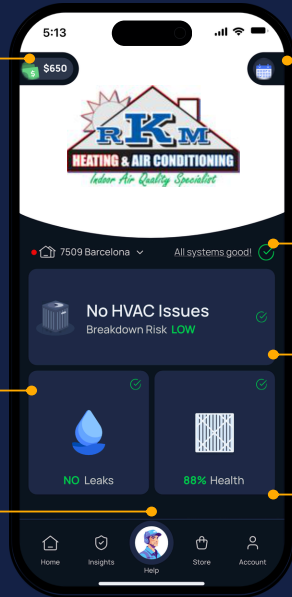 5:13
$650
RKM
HEATING & AIR CONDITIONING
Indoor Air Quality Specialist
7509 Barcelona
All systems good!
No HVAC Issues
Breakdown Risk LOW
NO Leaks
88% Health
Home
Insights
Help
Store
Account